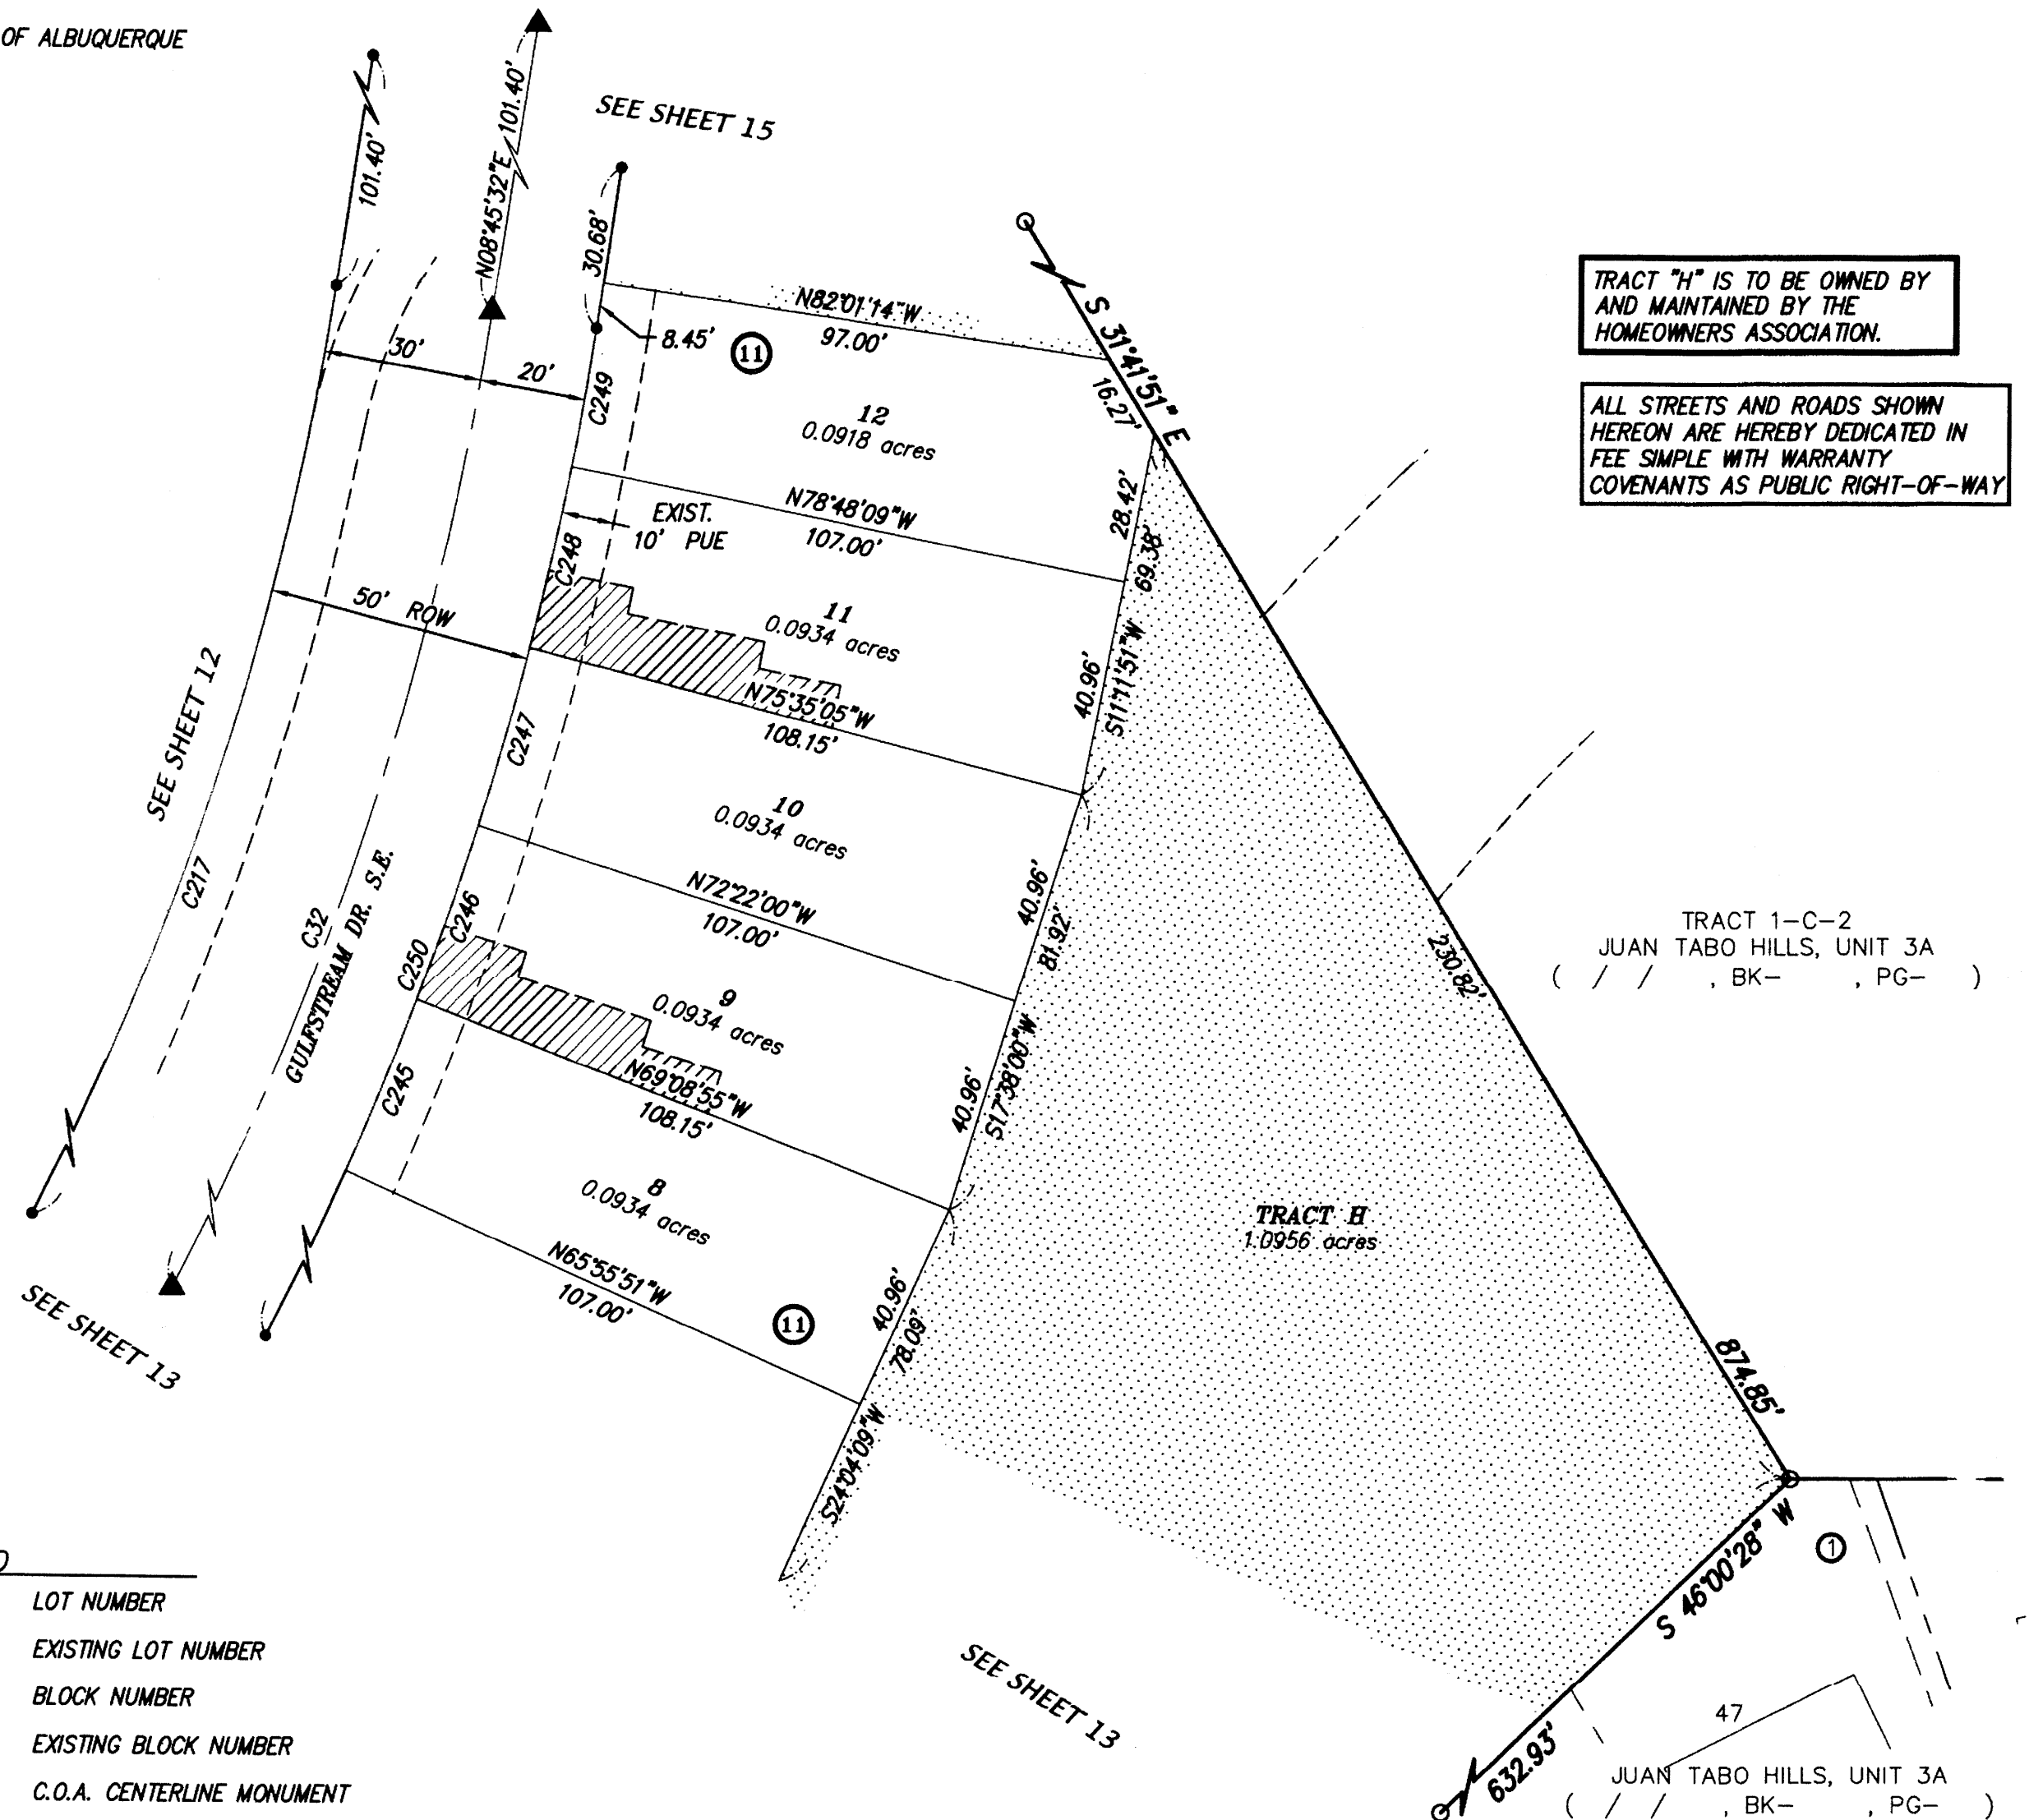 OF ALBUQUERQUE
101.40'
N08°45'32"E
101.40'
SEE SHEET 15
30.68'
8.45'
11
N82°01'14"W
97.00'
S 31°41'51" E
16.27'
TRACT "H" IS TO BE OWNED BY
AND MAINTAINED BY THE
HOMEOWNERS ASSOCIATION.
ALL STREETS AND ROADS SHOWN
HEREON ARE HEREBY DEDICATED IN
FEE SIMPLE WITH WARRANTY
COVENANTS AS PUBLIC RIGHT-OF-WAY
30'
20'
C249
12
0.0918 acres
N78°48'09"W
107.00'
28.42'
69.38'
EXIST.
10' PUE
C248
50' ROW
11
0.0934 acres
40.96'
S11°11'51"W
N75°35'05"W
108.15'
SEE SHEET 12
C247
10
0.0934 acres
C217
C32
GULFSTREAM DR. S.E.
N72°22'00"W
107.00'
40.96'
81.92'
230.82'
TRACT 1-C-2
JUAN TABO HILLS, UNIT 3A
( / / , BK- , PG- )
C246
C250
9
0.0934 acres
N69°08'55"W
108.15'
40.96'
S17°38'00"W
C245
8
0.0934 acres
N65°55'51"W
107.00'
11
40.96'
78.09'
S24°04'09"W
TRACT H
1.0956 acres
874.85'
SEE SHEET 13
S 46°00'28" W
1
SEE SHEET 13
632.93'
47
JUAN TABO HILLS, UNIT 3A
( / / , BK- , PG- )
LOT NUMBER
EXISTING LOT NUMBER
BLOCK NUMBER
EXISTING BLOCK NUMBER
C.O.A. CENTERLINE MONUMENT